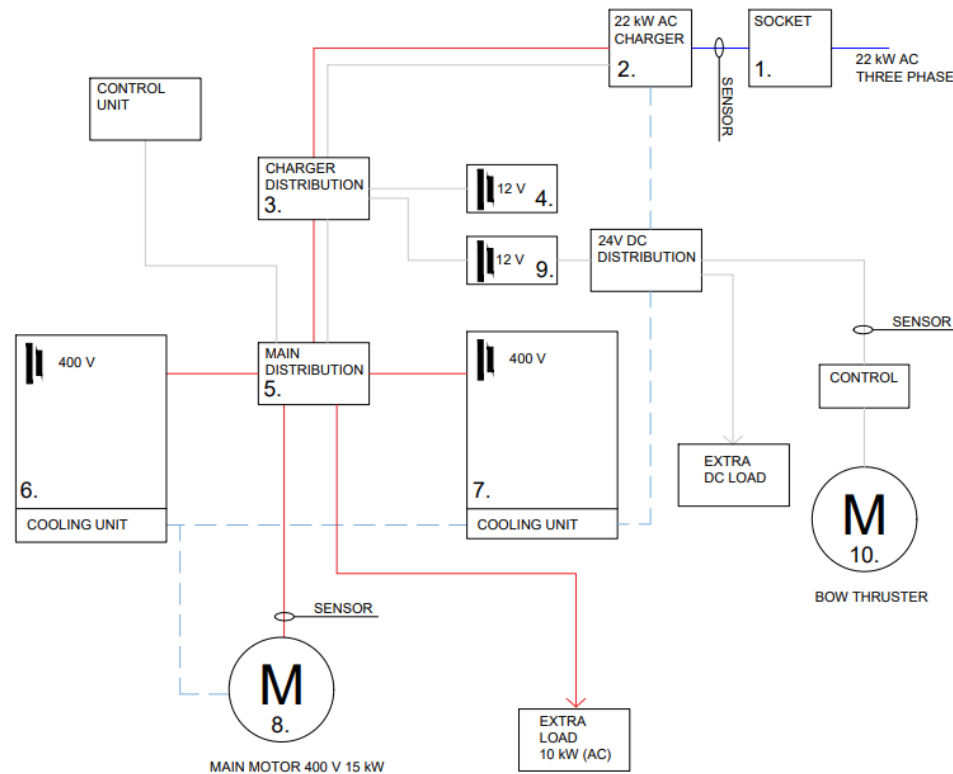 22 kW AC
CHARGER
2.
SOCKET
1.
22 kW AC
THREE PHASE
SENSOR
CONTROL
UNIT
CHARGER
DISTRIBUTION
3.
12 V 4.
12 V 9.
24V DC
DISTRIBUTION
SENSOR
400 V
6.
COOLING UNIT
MAIN
DISTRIBUTION
5.
400 V
7.
COOLING UNIT
CONTROL
EXTRA
DC LOAD
M
10.
BOW THRUSTER
SENSOR
M
8.
MAIN MOTOR 400 V 15 kW
EXTRA
LOAD
10 kW (AC)